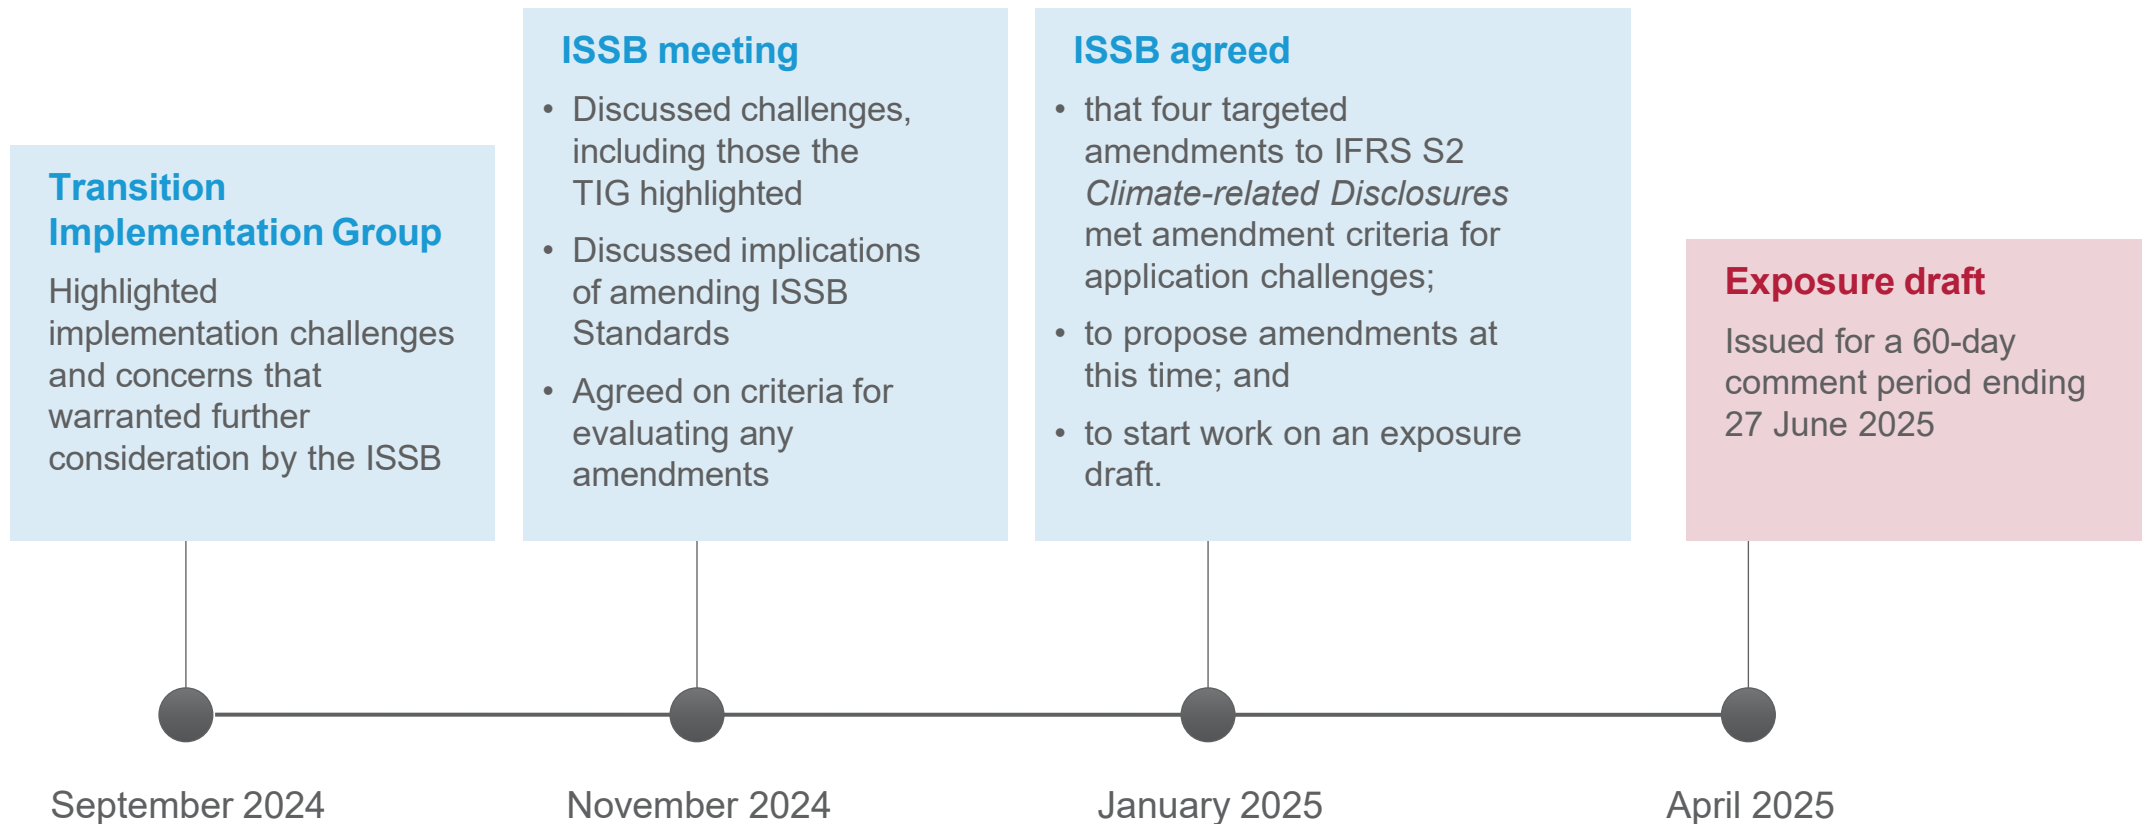 Transition
Implementation Group
Highlighted
implementation challenges
and concerns that
warranted further
consideration by the ISSB
ISSB meeting
• Discussed challenges,
including those the
TIG highlighted
• Discussed implications
of amending ISSB
Standards
• Agreed on criteria for
evaluating any
amendments
ISSB agreed
• that four targeted
amendments to IFRS S2
Climate-related Disclosures
met amendment criteria for
application challenges;
• to propose amendments at
this time; and
• to start work on an exposure
draft.
Exposure draft
Issued for a 60-day
comment period ending
27 June 2025
September 2024
November 2024
January 2025
April 2025